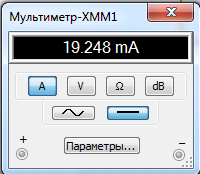 Мультиметр-XMM1
19.248 mA
A V Ω dB
+ Параметры... –